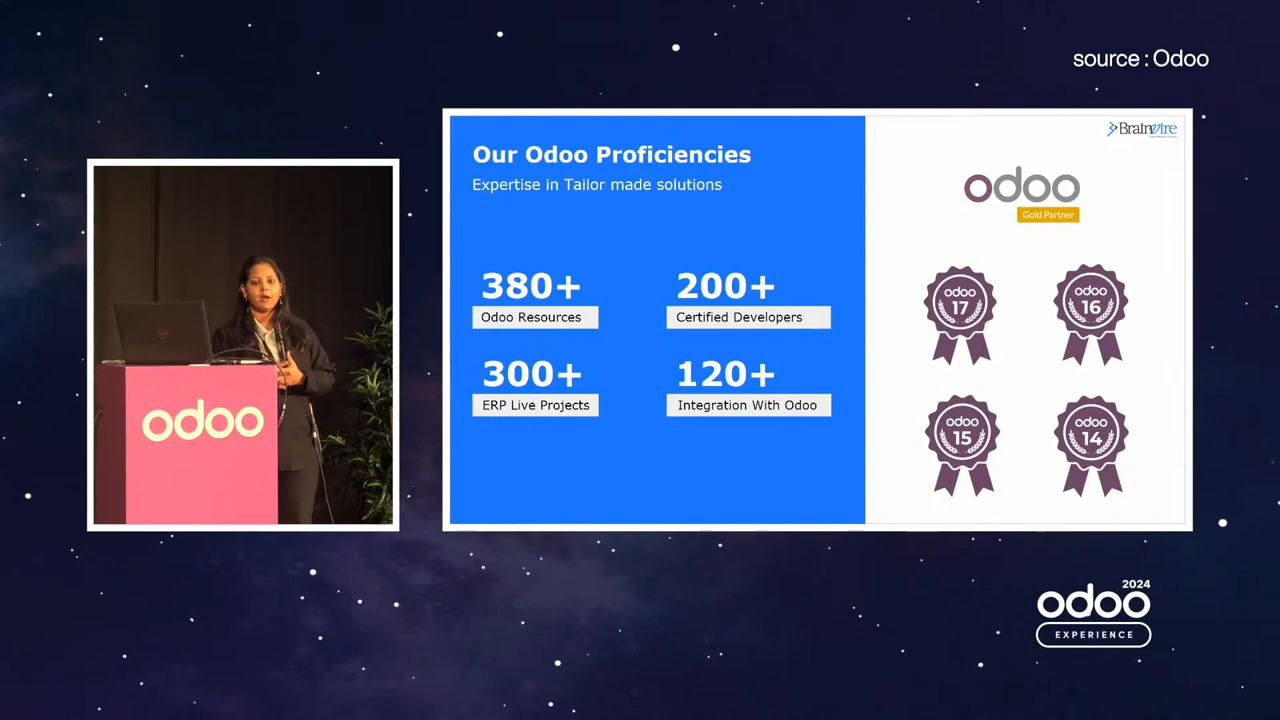 source : Odoo
Brainvire
Our Odoo Proficiencies
Expertise in Tailor made solutions
odoo
Gold Partner
380+
Odoo Resources
200+
Certified Developers
300+
ERP Live Projects
120+
Integration With Odoo
odoo
17
odoo
16
odoo
15
odoo
14
odoo
2024
odoo
EXPERIENCE